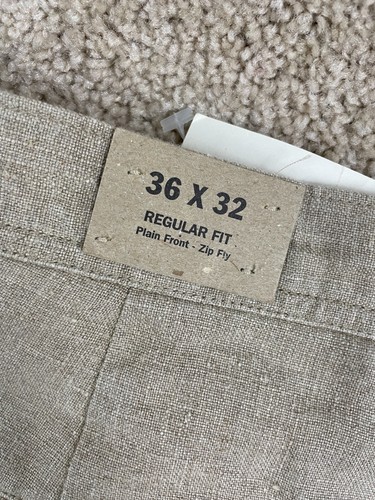 36 X 32
REGULAR FIT
Plain Front - Zip Fly